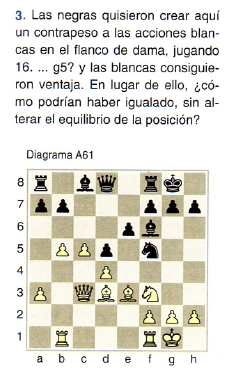 3. Las negras quisieron crear aquí
un contrapeso a las acciones blan-
cas en el flanco de dama, jugando
16. ... g5? y las blancas consiguie-
ron ventaja. En lugar de ello, ¿có-
mo podrían haber igualado, sin al-
terar el equilibrio de la posición?
Diagrama A61
8
7
6
5
4
3
2
1
a b c d e f g h